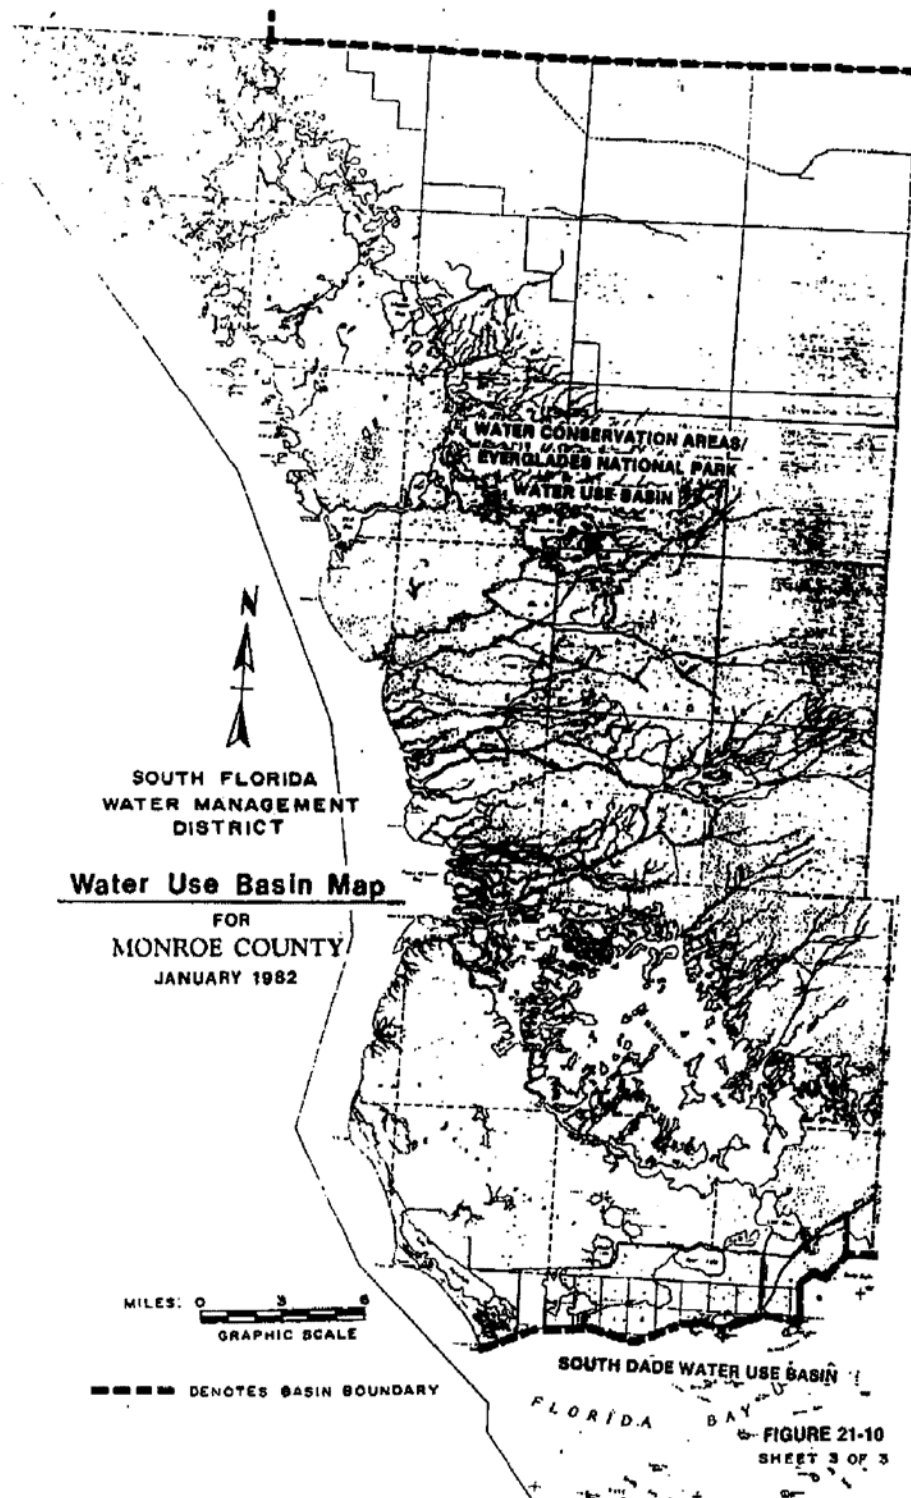 WATER CONSERVATION AREAS/
EVERGLADES NATIONAL PARK
WATER USE BASIN
N
SOUTH FLORIDA
WATER MANAGEMENT
DISTRICT
Water Use Basin Map
FOR
MONROE COUNTY
JANUARY 1982
MILES: 0 3 6
GRAPHIC SCALE
DENOTES BASIN BOUNDARY
SOUTH DADE WATER USE BASIN
FLORIDA BAY
FIGURE 21-10
SHEET 3 OF 3